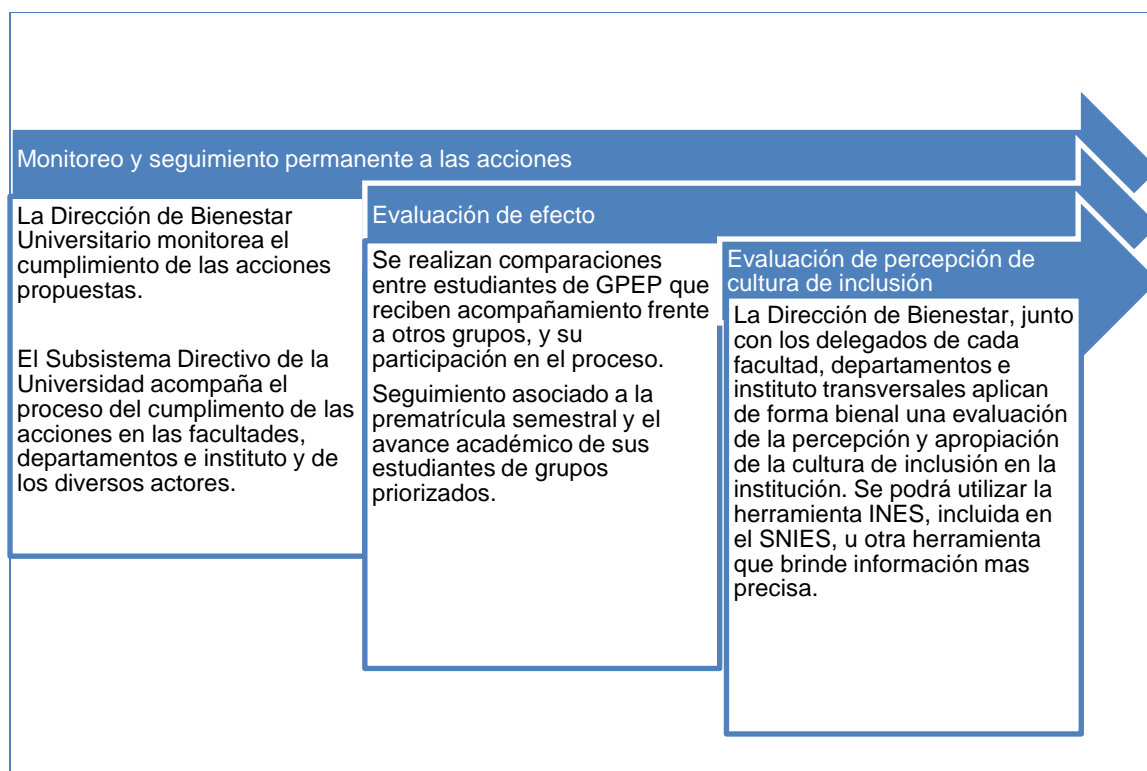 Monitoreo y seguimiento permanente a las acciones
La Dirección de Bienestar
Universitario monitorea el
cumplimiento de las acciones
propuestas.
El Subsistema Directivo de la
Universidad acompaña el
proceso del cumplimento de las
acciones en las facultades,
departamentos e instituto y de
los diversos actores.
Evaluación de efecto
Se realizan comparaciones
entre estudiantes de GPEP que
reciben acompañamiento frente
a otros grupos, y su
participación en el proceso.
Seguimiento asociado a la
prematrícula semestral y el
avance académico de sus
estudiantes de grupos
priorizados.
Evaluación de percepción de
cultura de inclusión
La Dirección de Bienestar, junto
con los delegados de cada
facultad, departamentos e
instituto transversales aplican
de forma bienal una evaluación
de la percepción y apropiación
de la cultura de inclusión en la
institución. Se podrá utilizar la
herramienta INES, incluida en
el SNIES, u otra herramienta
que brinde información mas
precisa.